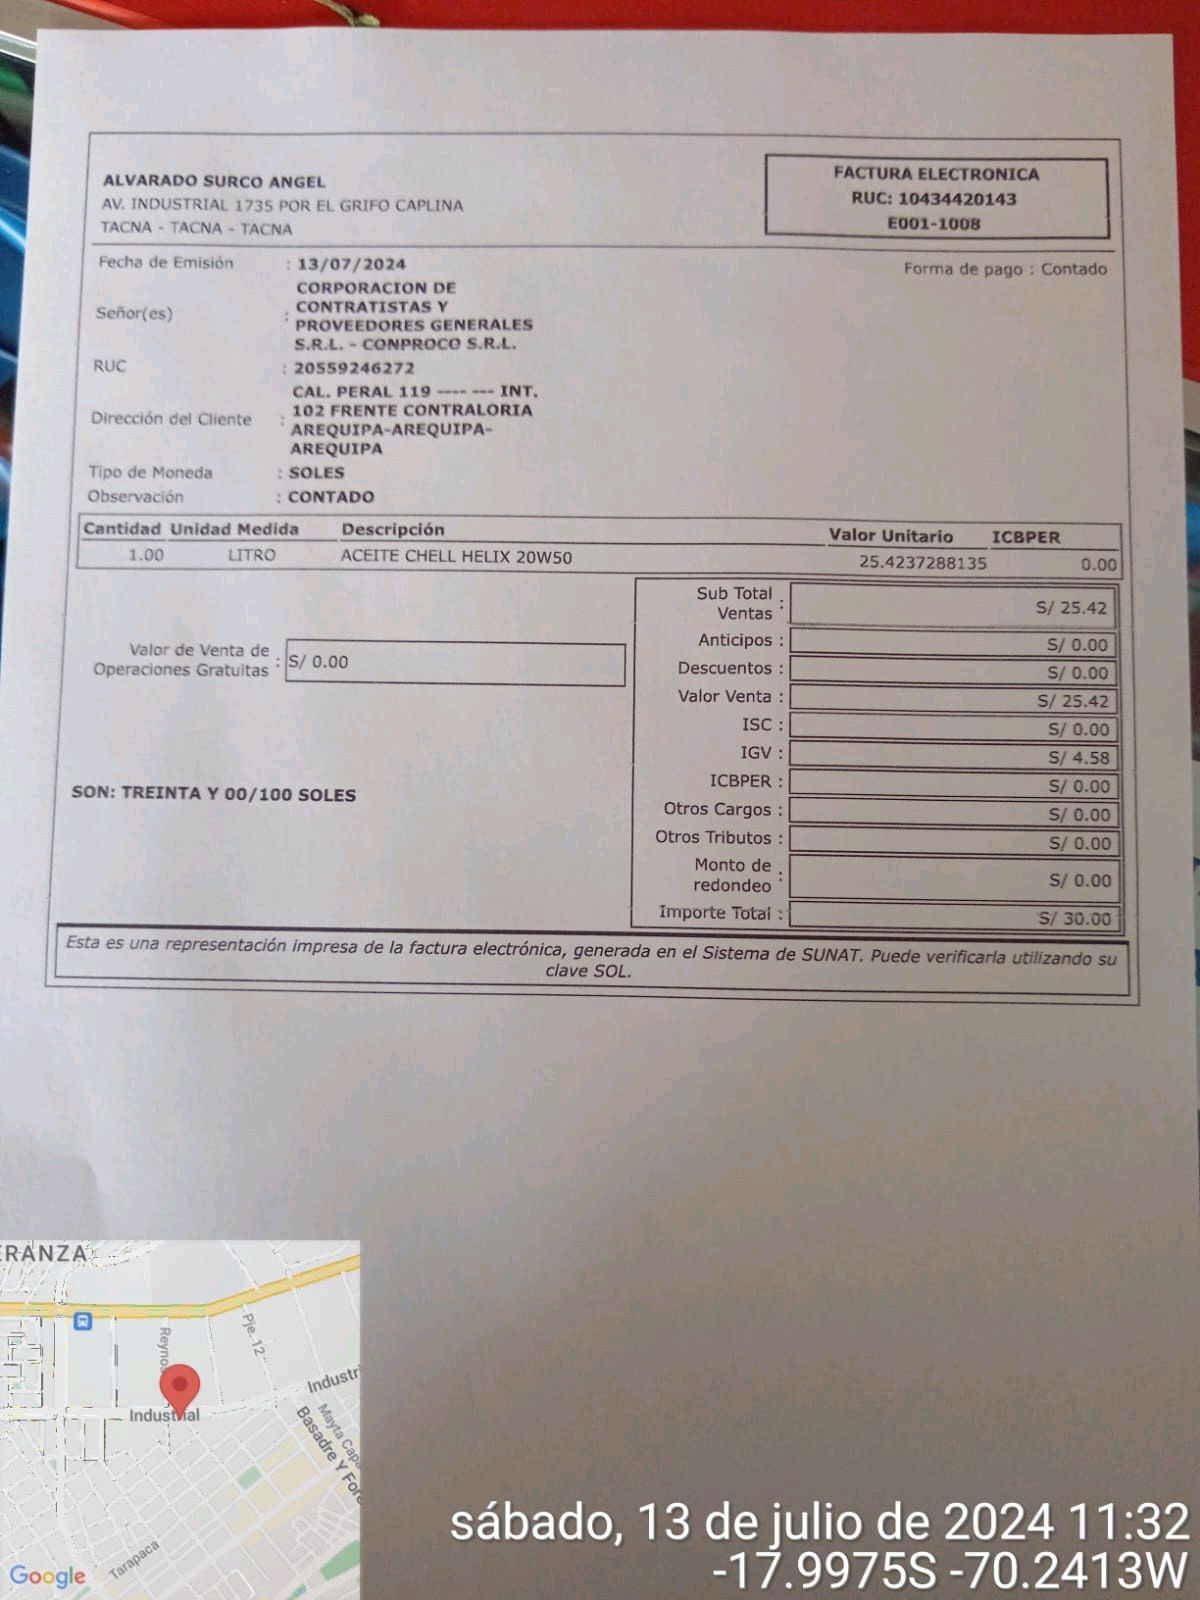 ALVARADO SURCO ANGEL
AV. INDUSTRIAL 1735 POR EL GRIFO CAPLINA
TACNA - TACNA - TACNA
FACTURA ELECTRONICA
RUC: 10434420143
E001-1008
Fecha de Emisión : 13/07/2024
Forma de pago : Contado
Señor(es) : CORPORACION DE
CONTRATISTAS Y
PROVEEDORES GENERALES
S.R.L. - CONPROCO S.R.L.
RUC : 20559246272
Dirección del Cliente : CAL. PERAL 119 ---- --- INT.
102 FRENTE CONTRALORIA
AREQUIPA-AREQUIPA-
AREQUIPA
Tipo de Moneda : SOLES
Observación : CONTADO
Cantidad Unidad Medida Descripción Valor Unitario ICBPER
1.00 LITRO ACEITE CHELL HELIX 20W50 25.4237288135 0.00
Sub Total
Ventas : S/ 25.42
Anticipos : S/ 0.00
Descuentos : S/ 0.00
Valor Venta : S/ 25.42
ISC : S/ 0.00
IGV : S/ 4.58
ICBPER : S/ 0.00
Otros Cargos : S/ 0.00
Otros Tributos : S/ 0.00
Monto de
redondeo : S/ 0.00
Importe Total : S/ 30.00
Valor de Venta de
Operaciones Gratuitas : S/ 0.00
SON: TREINTA Y 00/100 SOLES
Esta es una representación impresa de la factura electrónica, generada en el Sistema de SUNAT. Puede verificarla utilizando su
clave SOL.
ERANZA
Pje. 12
Industrial
Tarapaca
Google
sábado, 13 de julio de 2024 11:32
-17.9975S -70.2413W